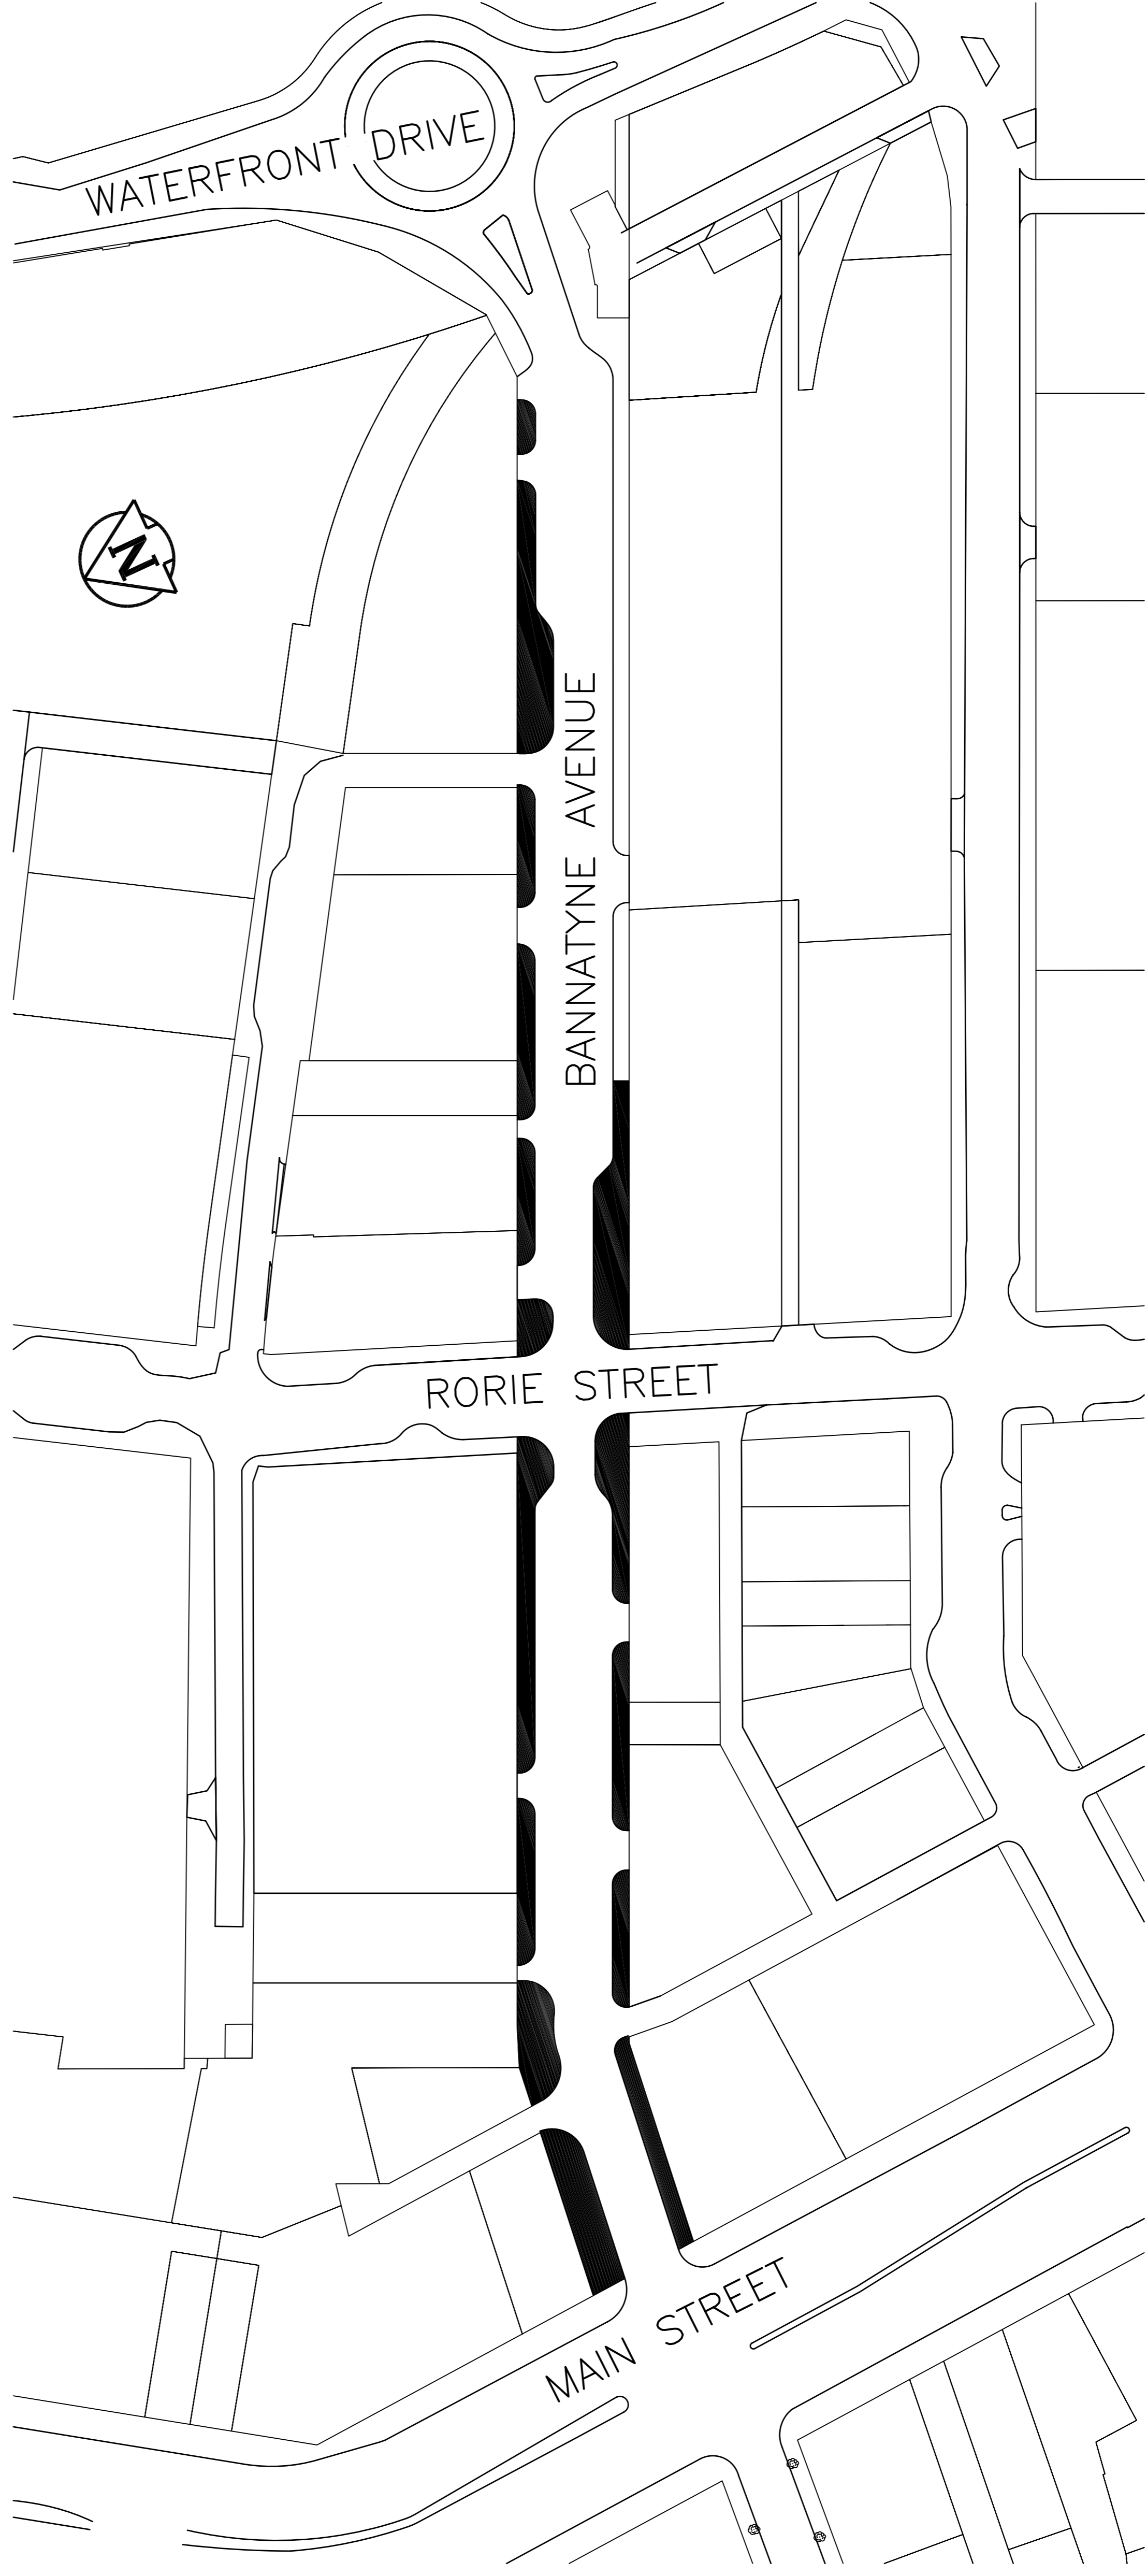 WATERFRONT DRIVE
N
BANNATYNE AVENUE
RORIE STREET
MAIN STREET